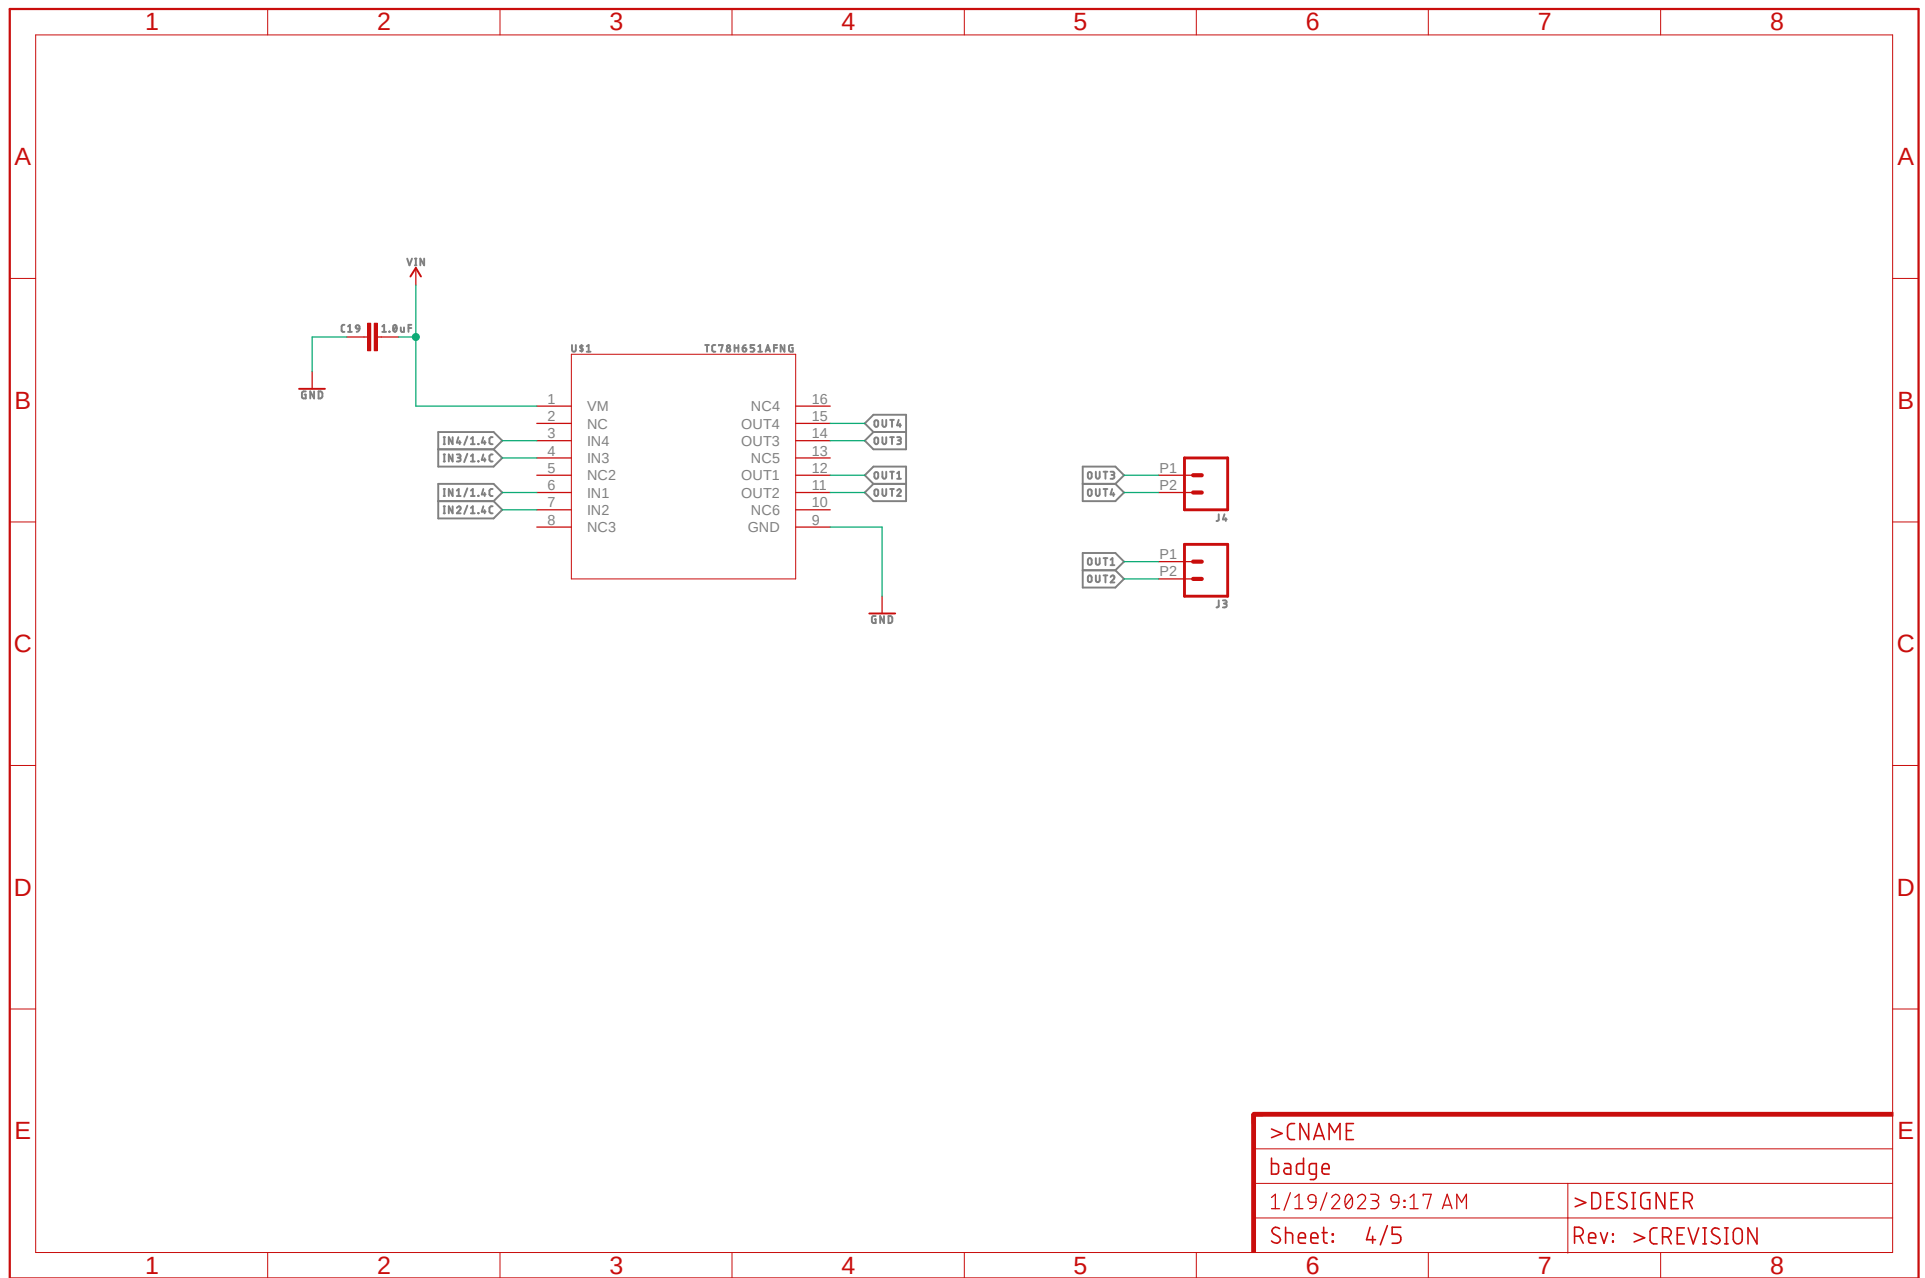 1 2 3 4 5 6 7 8
A A
VIN
C19 1.0uF
GND
B B
U$1 TC78H651AFNG
1 VM NC4 16
2 NC OUT4 15 OUT4
IN4/1.4C 3 IN4 OUT3 14 OUT3
IN3/1.4C 4 IN3 NC5 13
5 NC2 OUT1 12 OUT1
IN1/1.4C 6 IN1 OUT2 11 OUT2
IN2/1.4C 7 IN2 NC6 10
8 NC3 GND 9
GND
OUT3 P1
OUT4 P2
J4
OUT1 P1
OUT2 P2
J3
C C
D D
E E
>CNAME
badge
1/19/2023 9:17 AM >DESIGNER
Sheet: 4/5 Rev: >CREVISION
1 2 3 4 5 6 7 8